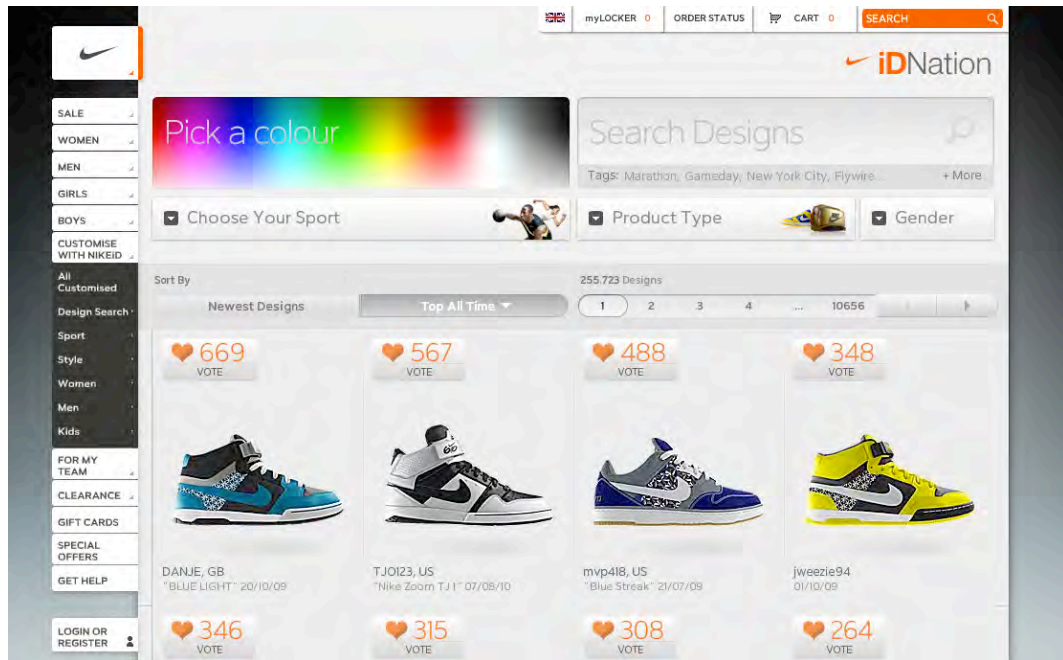 myLOCKER 0
ORDER STATUS
CART 0
SEARCH
iDNation
SALE
WOMEN
MEN
GIRLS
BOYS
CUSTOMISE
WITH NIKEiD
All
Customised
Design Search
Sport
Style
Women
Men
Kids
FOR MY
TEAM
CLEARANCE
GIFT CARDS
SPECIAL
OFFERS
GET HELP
LOGIN OR
REGISTER
Pick a colour
Search Designs
Tags: Marathon, Gameday, New York City, Flywire...
+ More
Choose Your Sport
Product Type
Gender
Sort By
255.723 Designs
Newest Designs
Top All Time
1 2 3 4 ... 10656
669
VOTE
567
VOTE
488
VOTE
348
VOTE
DANJE, GB
"BLUE LIGHT" 20/10/09
TJO123, US
"Nike Zoom TJ 1" 07/09/10
mvp418, US
"Blue Streak" 21/07/09
jweezie94
01/10/09
346
VOTE
315
VOTE
308
VOTE
264
VOTE